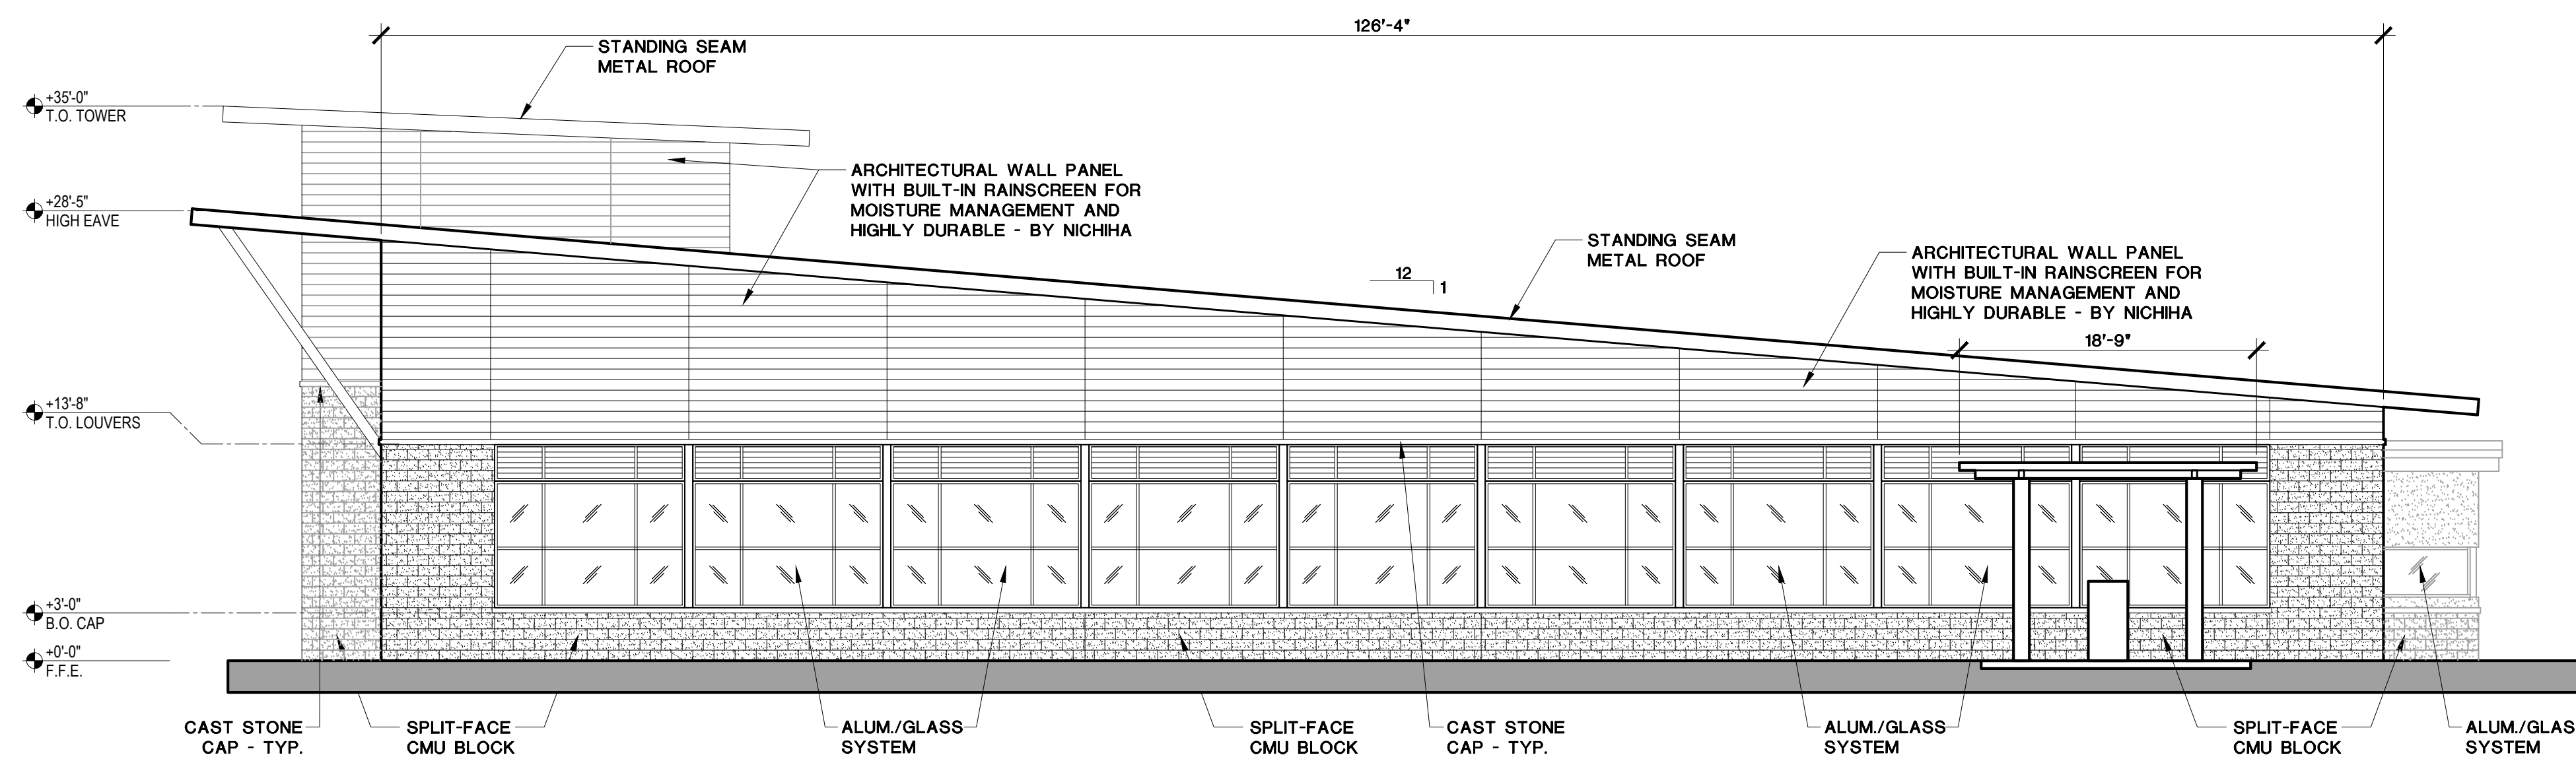 126'-4"
STANDING SEAM
METAL ROOF
+35'-0"
T.O. TOWER
ARCHITECTURAL WALL PANEL
WITH BUILT-IN RAINSCREEN FOR
MOISTURE MANAGEMENT AND
HIGHLY DURABLE - BY NICHIHA
+28'-5"
HIGH EAVE
STANDING SEAM
METAL ROOF
12
1
ARCHITECTURAL WALL PANEL
WITH BUILT-IN RAINSCREEN FOR
MOISTURE MANAGEMENT AND
HIGHLY DURABLE - BY NICHIHA
18'-9"
+13'-8"
T.O. LOUVERS
+3'-0"
B.O. CAP
+0'-0"
F.F.E.
CAST STONE
CAP - TYP.
SPLIT-FACE
CMU BLOCK
ALUM./GLASS
SYSTEM
SPLIT-FACE
CMU BLOCK
CAST STONE
CAP - TYP.
ALUM./GLASS
SYSTEM
SPLIT-FACE
CMU BLOCK
ALUM./GLAS
SYSTEM